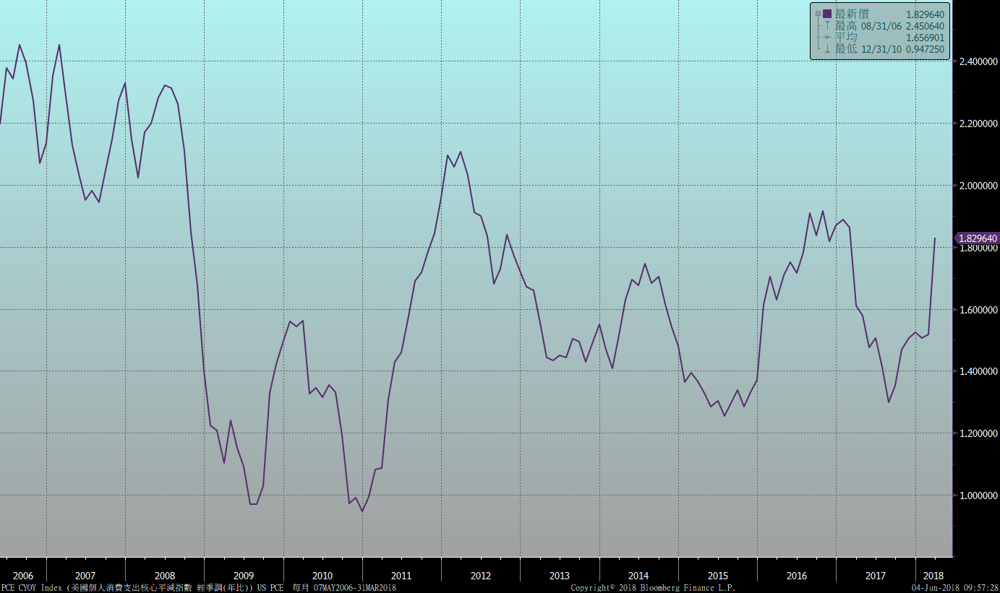 最新價 1.829640
最高 08/31/06 2.450640
平均 1.656901
最低 12/31/10 0.947250
2.400000
2.200000
2.000000
1.829640
1.800000
1.600000
1.400000
1.200000
1.000000
2006 2007 2008 2009 2010 2011 2012 2013 2014 2015 2016 2017 2018
PCE CYOY Index (美國個人消費支出核心平減指數 經季調(年比)) US PCE 每月 07MAY2006-31MAR2018 Copyright© 2018 Bloomberg Finance L.P. 04-Jun-2018 09:57:28